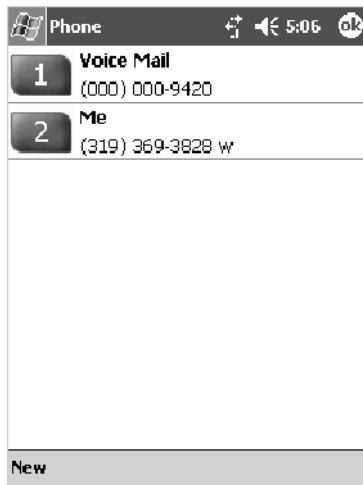 Phone 5:06 ok
1 Voice Mail
(000) 000-9420
2 Me
(319) 369-3828 w
New